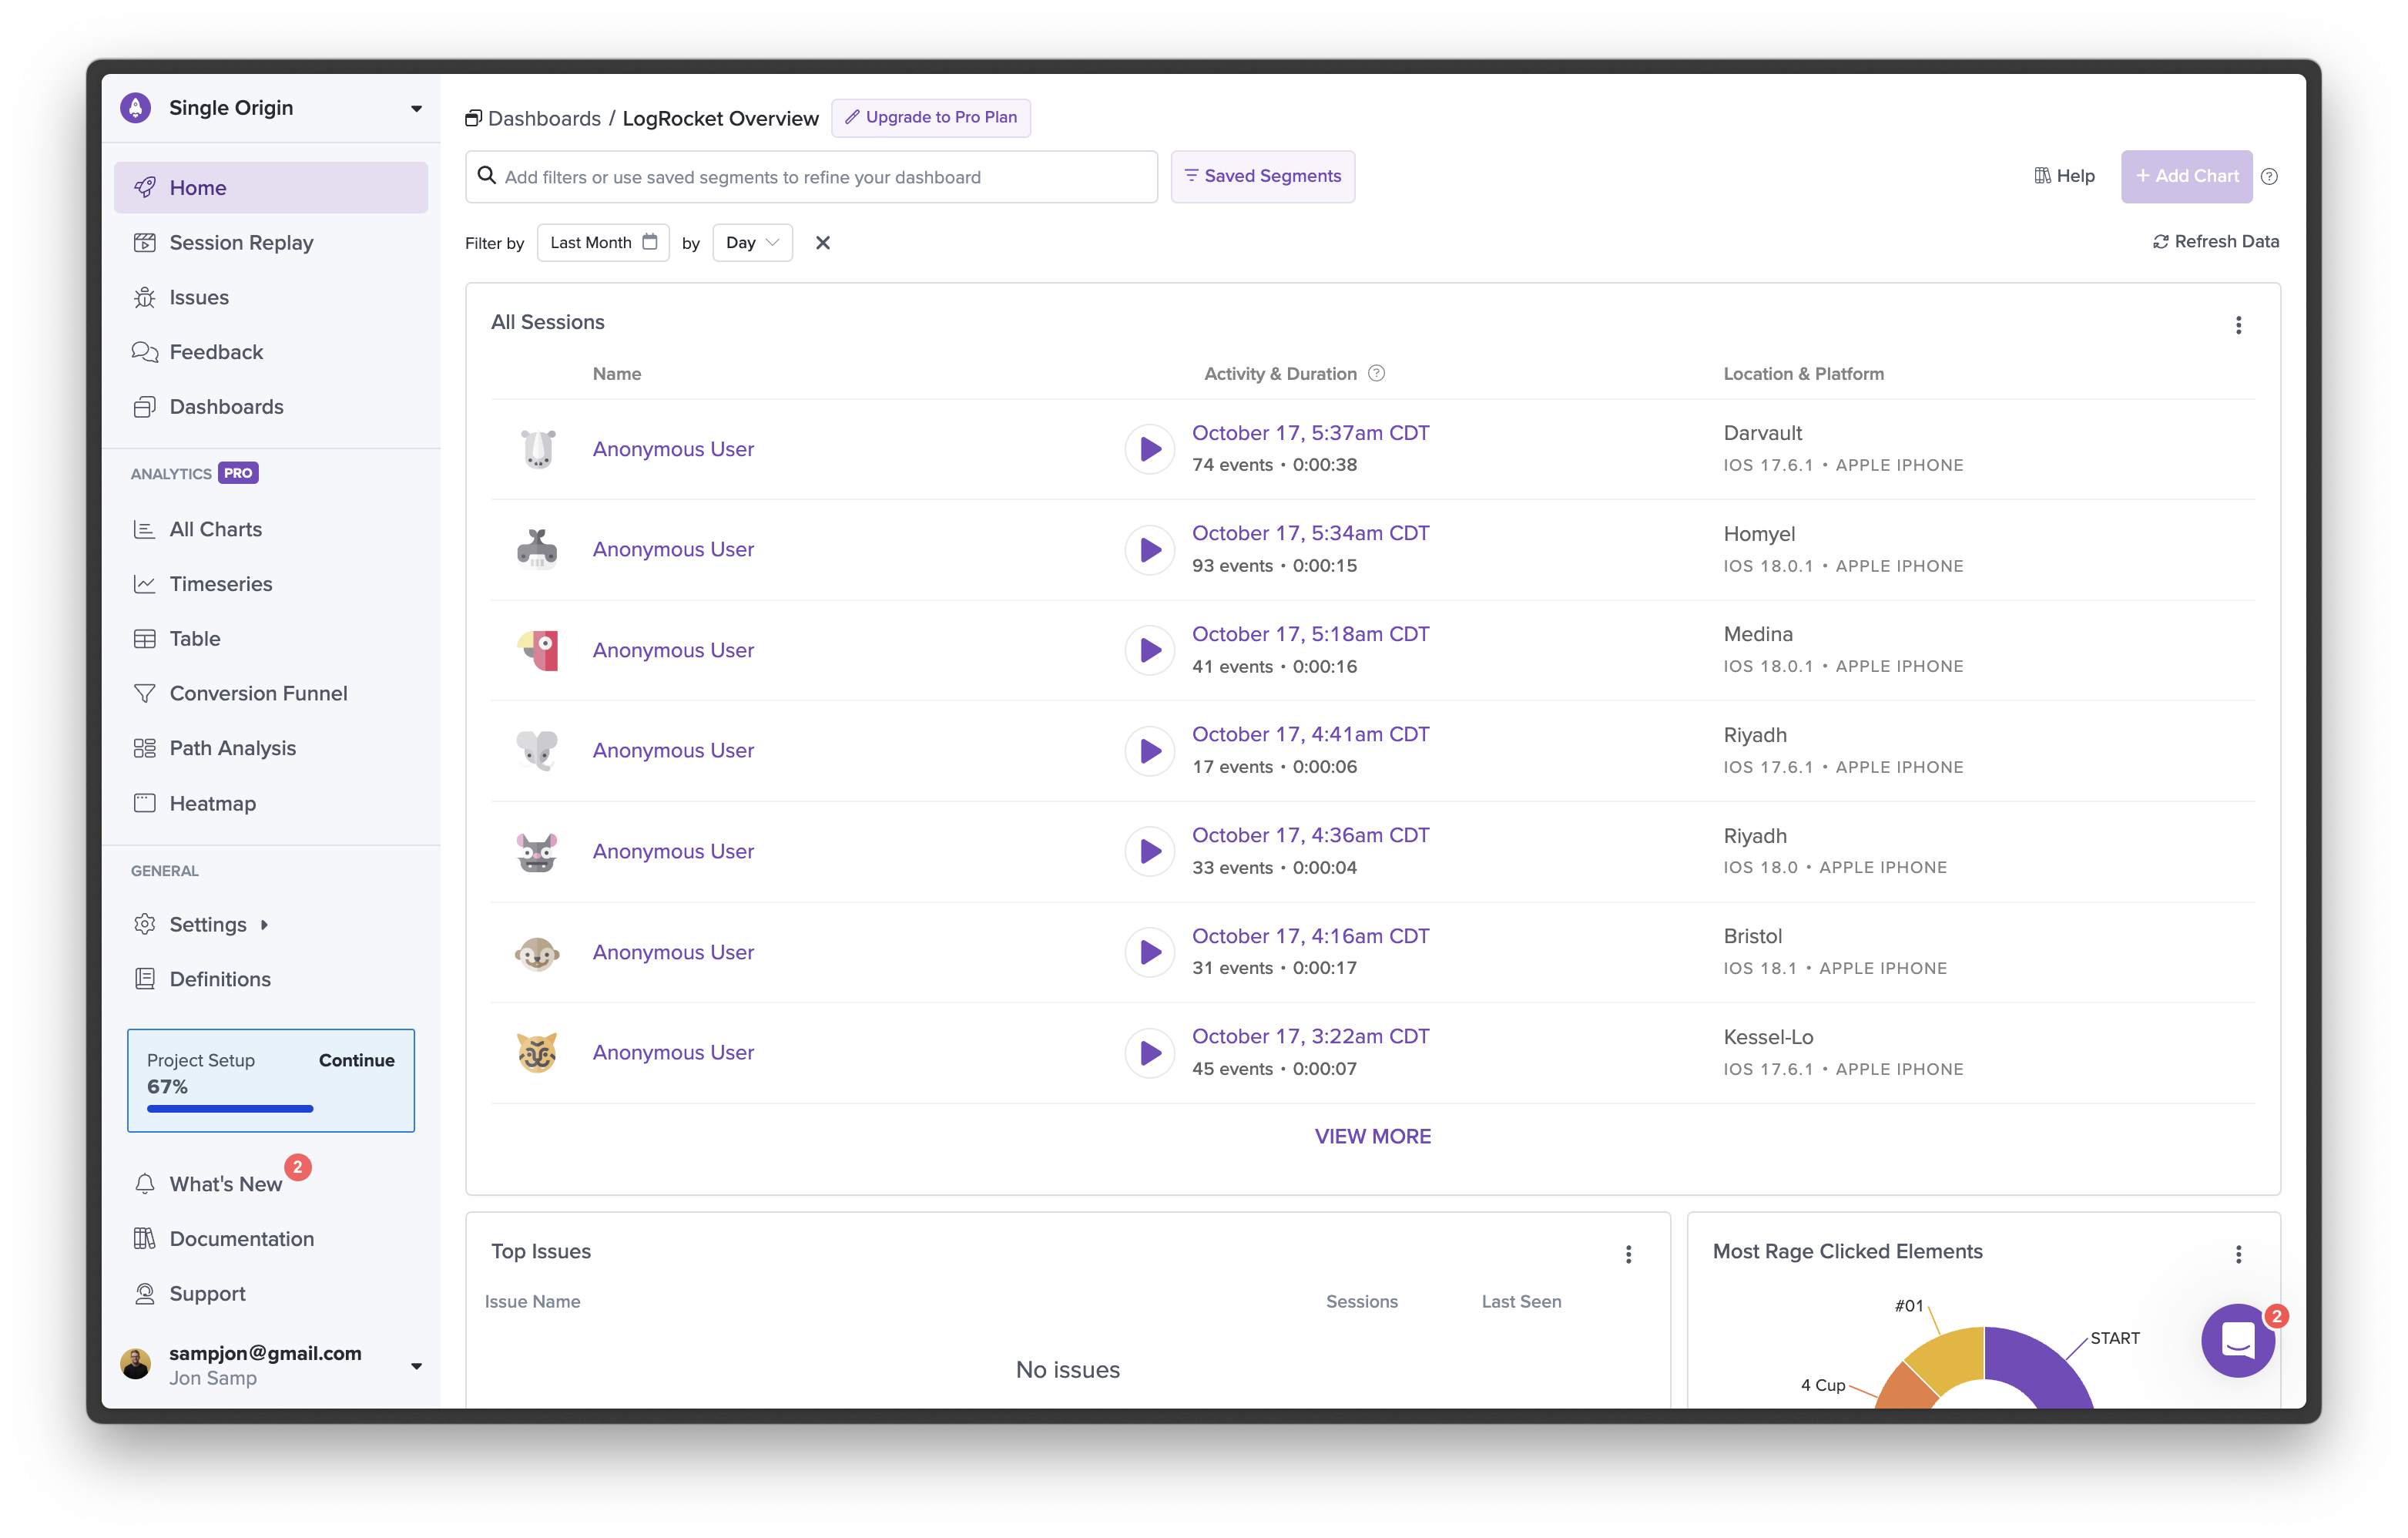 Single Origin
Home
Session Replay
Issues
Feedback
Dashboards
ANALYTICS PRO
All Charts
Timeseries
Table
Conversion Funnel
Path Analysis
Heatmap
GENERAL
Settings
Definitions
Project Setup Continue
67%
What's New 2
Documentation
Support
sampjon@gmail.com
Jon Samp
Dashboards / LogRocket Overview Upgrade to Pro Plan
Add filters or use saved segments to refine your dashboard Saved Segments Help + Add Chart ?
Filter by Last Month by Day Refresh Data
All Sessions
Name Activity & Duration ? Location & Platform
Anonymous User October 17, 5:37am CDT Darvault
74 events • 0:00:38 IOS 17.6.1 • APPLE IPHONE
Anonymous User October 17, 5:34am CDT Homyel
93 events • 0:00:15 IOS 18.0.1 • APPLE IPHONE
Anonymous User October 17, 5:18am CDT Medina
41 events • 0:00:16 IOS 18.0.1 • APPLE IPHONE
Anonymous User October 17, 4:41am CDT Riyadh
17 events • 0:00:06 IOS 17.6.1 • APPLE IPHONE
Anonymous User October 17, 4:36am CDT Riyadh
33 events • 0:00:04 IOS 18.0 • APPLE IPHONE
Anonymous User October 17, 4:16am CDT Bristol
31 events • 0:00:17 IOS 18.1 • APPLE IPHONE
Anonymous User October 17, 3:22am CDT Kessel-Lo
45 events • 0:00:07 IOS 17.6.1 • APPLE IPHONE
VIEW MORE
Top Issues
Issue Name Sessions Last Seen
No issues
Most Rage Clicked Elements
#01
START
4 Cup
2